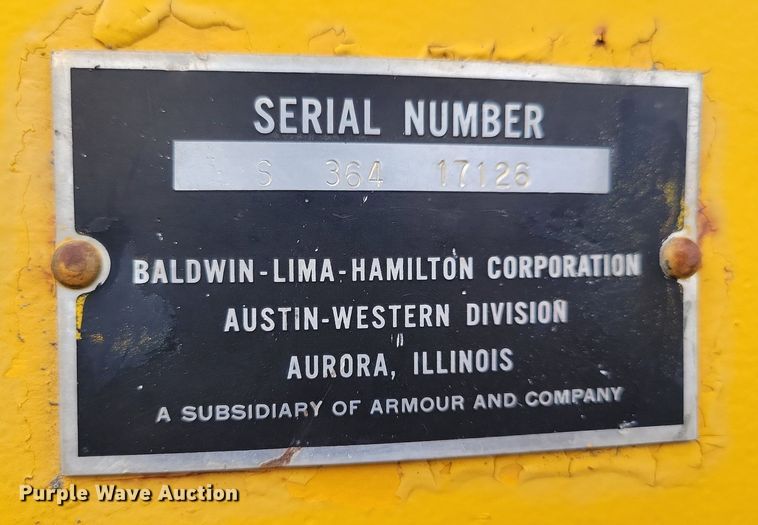 SERIAL NUMBER
S 364 17126
BALDWIN-LIMA-HAMILTON CORPORATION
AUSTIN-WESTERN DIVISION
AURORA, ILLINOIS
A SUBSIDIARY OF ARMOUR AND COMPANY
Purple Wave Auction